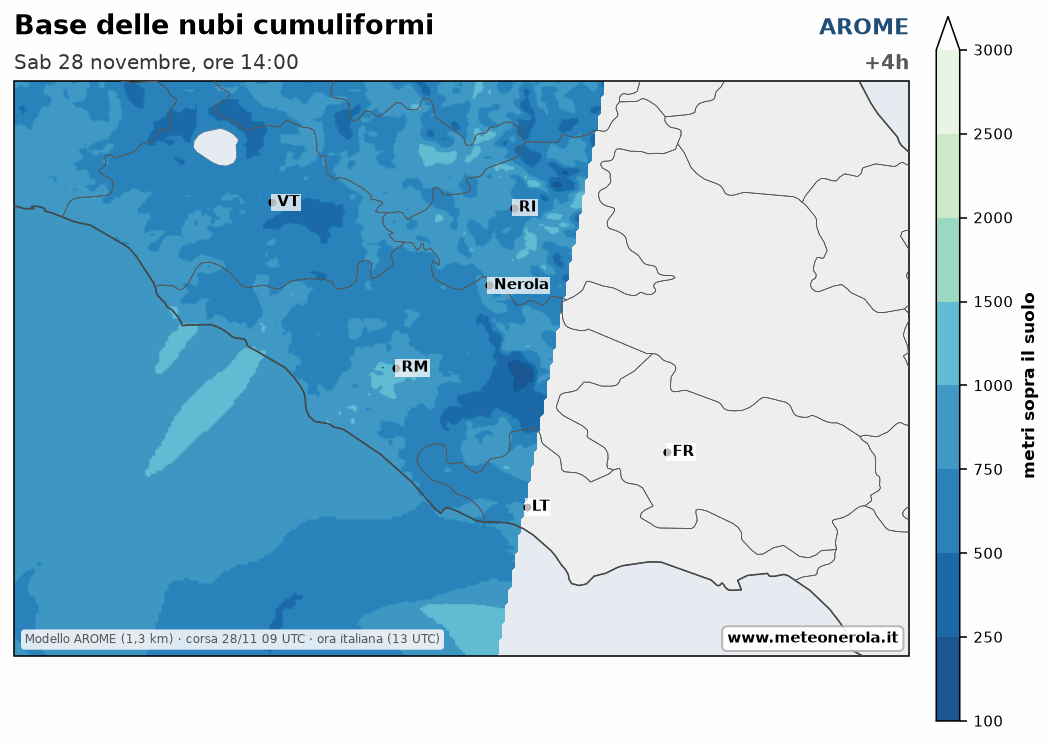 Base delle nubi cumuliformi
AROME
Sab 28 novembre, ore 14:00
+4h
VT
RI
Nerola
RM
FR
LT
Modello AROME (1,3 km) · corsa 28/11 09 UTC · ora italiana (13 UTC)
www.meteonerola.it
3000
2500
2000
1500
1000
750
500
250
100
metri sopra il suolo